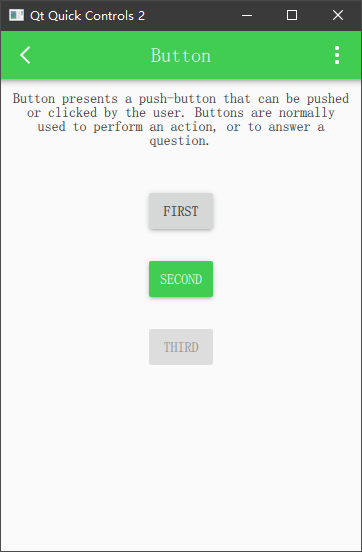 Qt Quick Controls 2
Button
Button presents a push-button that can be pushed
or clicked by the user. Buttons are normally
used to perform an action, or to answer a
question.
FIRST
SECOND
THIRD